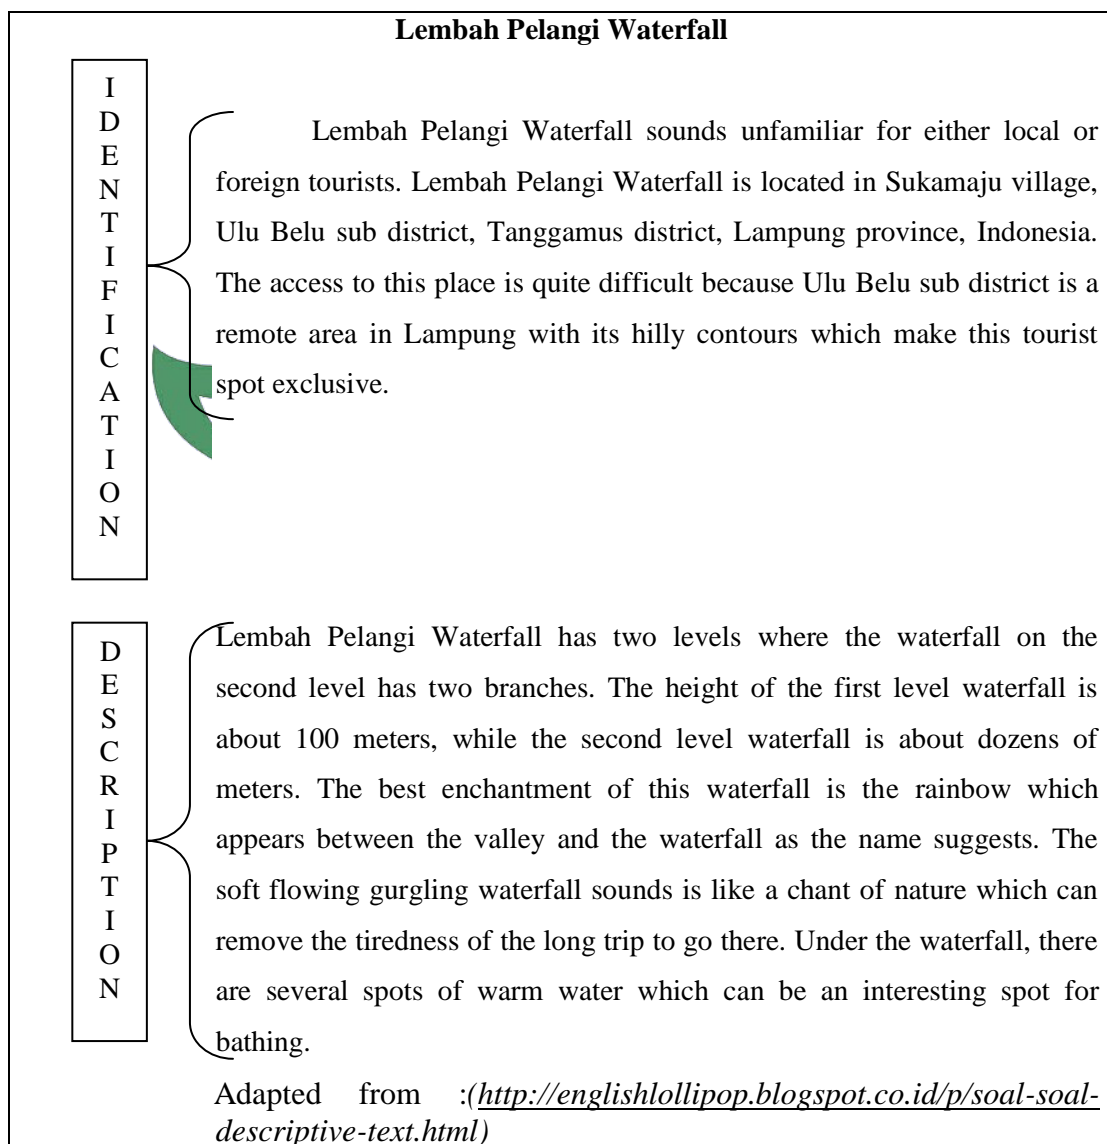 Lembah Pelangi Waterfall
I
D
E
N
T
I
F
I
C
A
T
I
O
N
Lembah Pelangi Waterfall sounds unfamiliar for either local or
foreign tourists. Lembah Pelangi Waterfall is located in Sukamaju village,
Ulu Belu sub district, Tanggamus district, Lampung province, Indonesia.
The access to this place is quite difficult because Ulu Belu sub district is a
remote area in Lampung with its hilly contours which make this tourist
spot exclusive.
D
E
S
C
R
I
P
T
I
O
N
Lembah Pelangi Waterfall has two levels where the waterfall on the
second level has two branches. The height of the first level waterfall is
about 100 meters, while the second level waterfall is about dozens of
meters. The best enchantment of this waterfall is the rainbow which
appears between the valley and the waterfall as the name suggests. The
soft flowing gurgling waterfall sounds is like a chant of nature which can
remove the tiredness of the long trip to go there. Under the waterfall, there
are several spots of warm water which can be an interesting spot for
bathing.
Adapted from :(http://englishlollipop.blogspot.co.id/p/soal-soal-
descriptive-text.html)